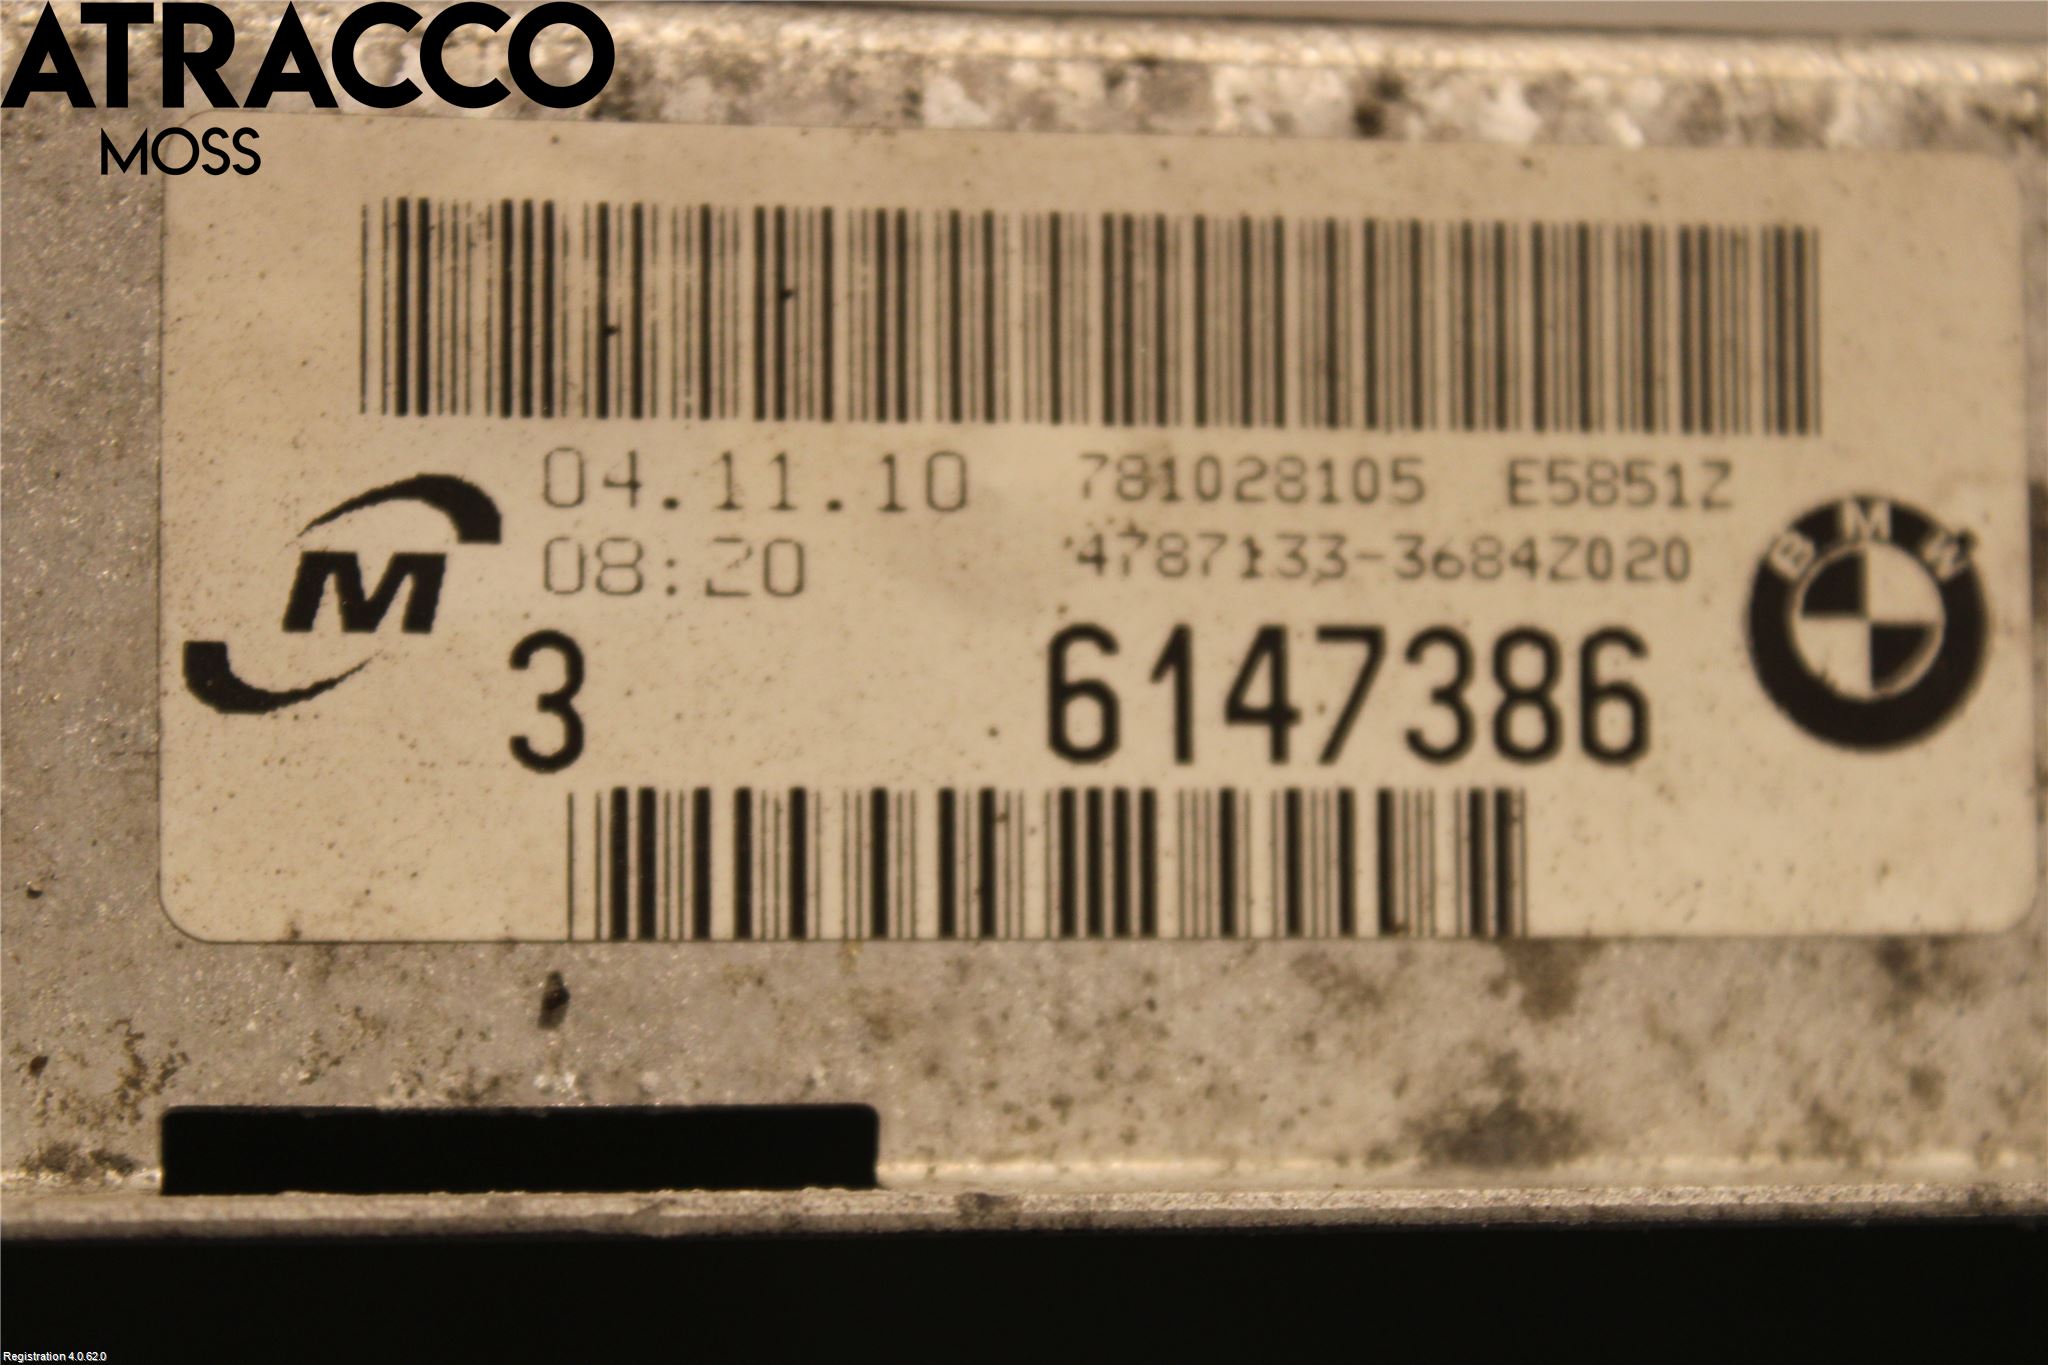 ATRACCO
MOSS
04.11.10 781028105 E5851Z
08:20 4787133-3684Z020
M
BMW
3 6147386
Registration 4.0.62.0